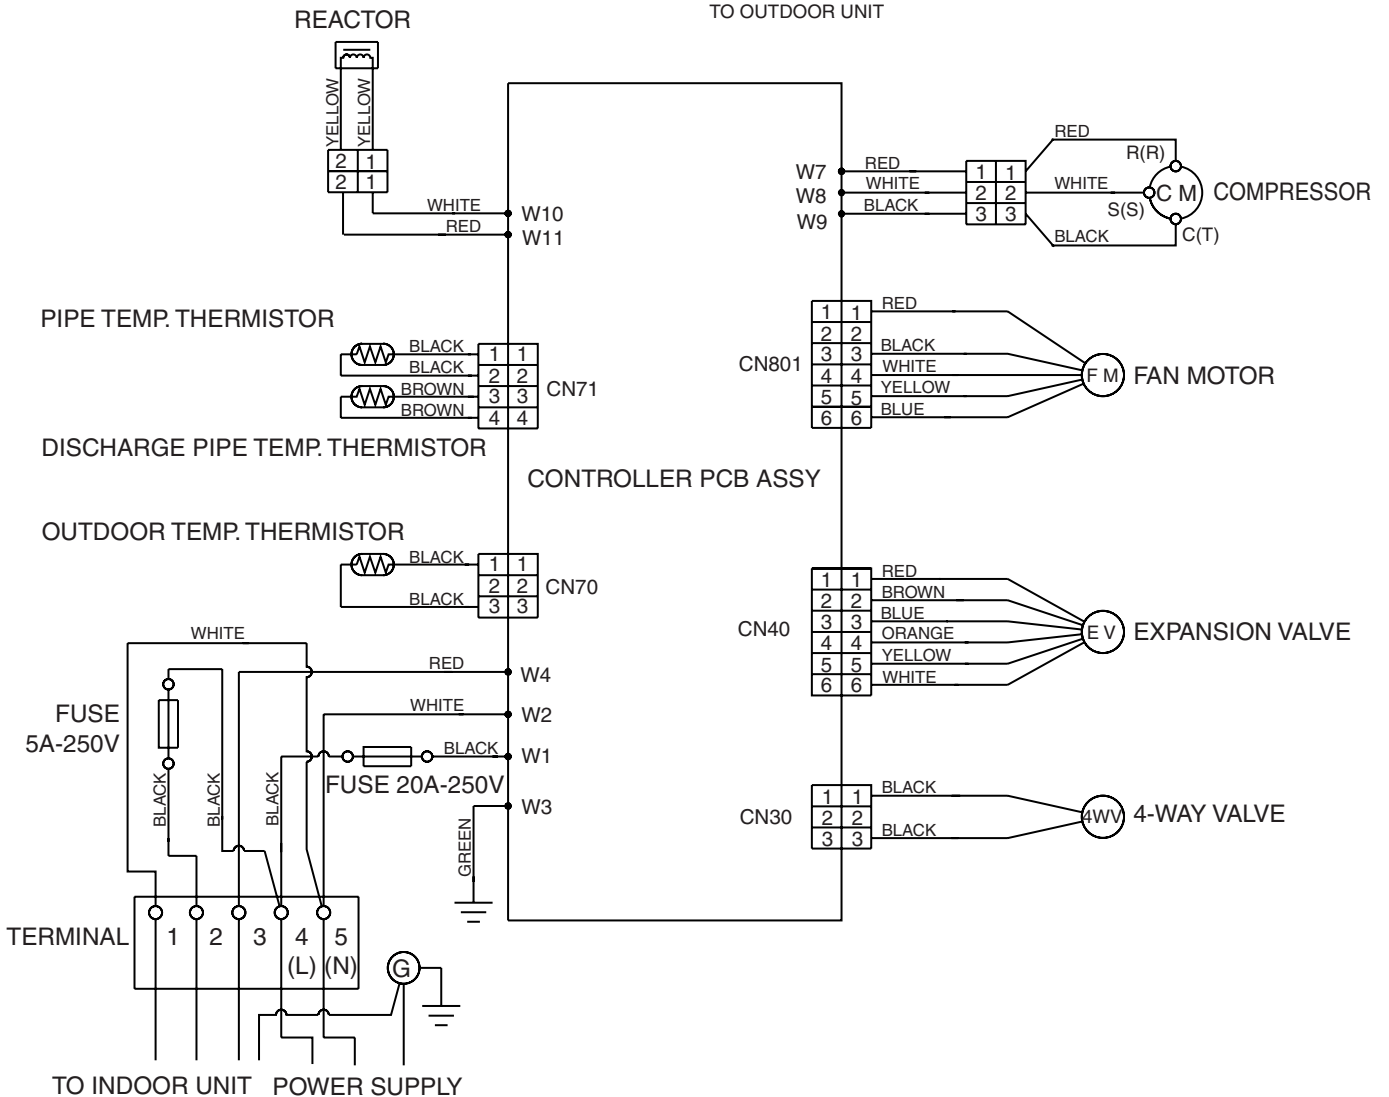 TO OUTDOOR UNIT
REACTOR
YELLOW YELLOW
2 1
2 1
WHITE W10
RED W11
W7 RED 1 1 RED R(R)
W8 WHITE 2 2 WHITE S(S) C M COMPRESSOR
W9 BLACK 3 3 BLACK C(T)
PIPE TEMP. THERMISTOR
BLACK 1 1
BLACK 2 2
BROWN 3 3 CN71
BROWN 4 4
DISCHARGE PIPE TEMP. THERMISTOR
CN801
1 1 RED
2 2
3 3 BLACK
4 4 WHITE F M FAN MOTOR
5 5 YELLOW
6 6 BLUE
CONTROLLER PCB ASSY
OUTDOOR TEMP. THERMISTOR
BLACK 1 1
2 2 CN70
BLACK 3 3
CN40
1 1 RED
2 2 BROWN
3 3 BLUE
4 4 ORANGE E V EXPANSION VALVE
5 5 YELLOW
6 6 WHITE
WHITE
RED W4
WHITE W2
FUSE
5A-250V
BLACK W1
FUSE 20A-250V
BLACK BLACK BLACK
W3
GREEN
CN30
1 1 BLACK
2 2 4WV 4-WAY VALVE
3 3 BLACK
TERMINAL 1 2 3 4 5
(L) (N)
G
TO INDOOR UNIT POWER SUPPLY